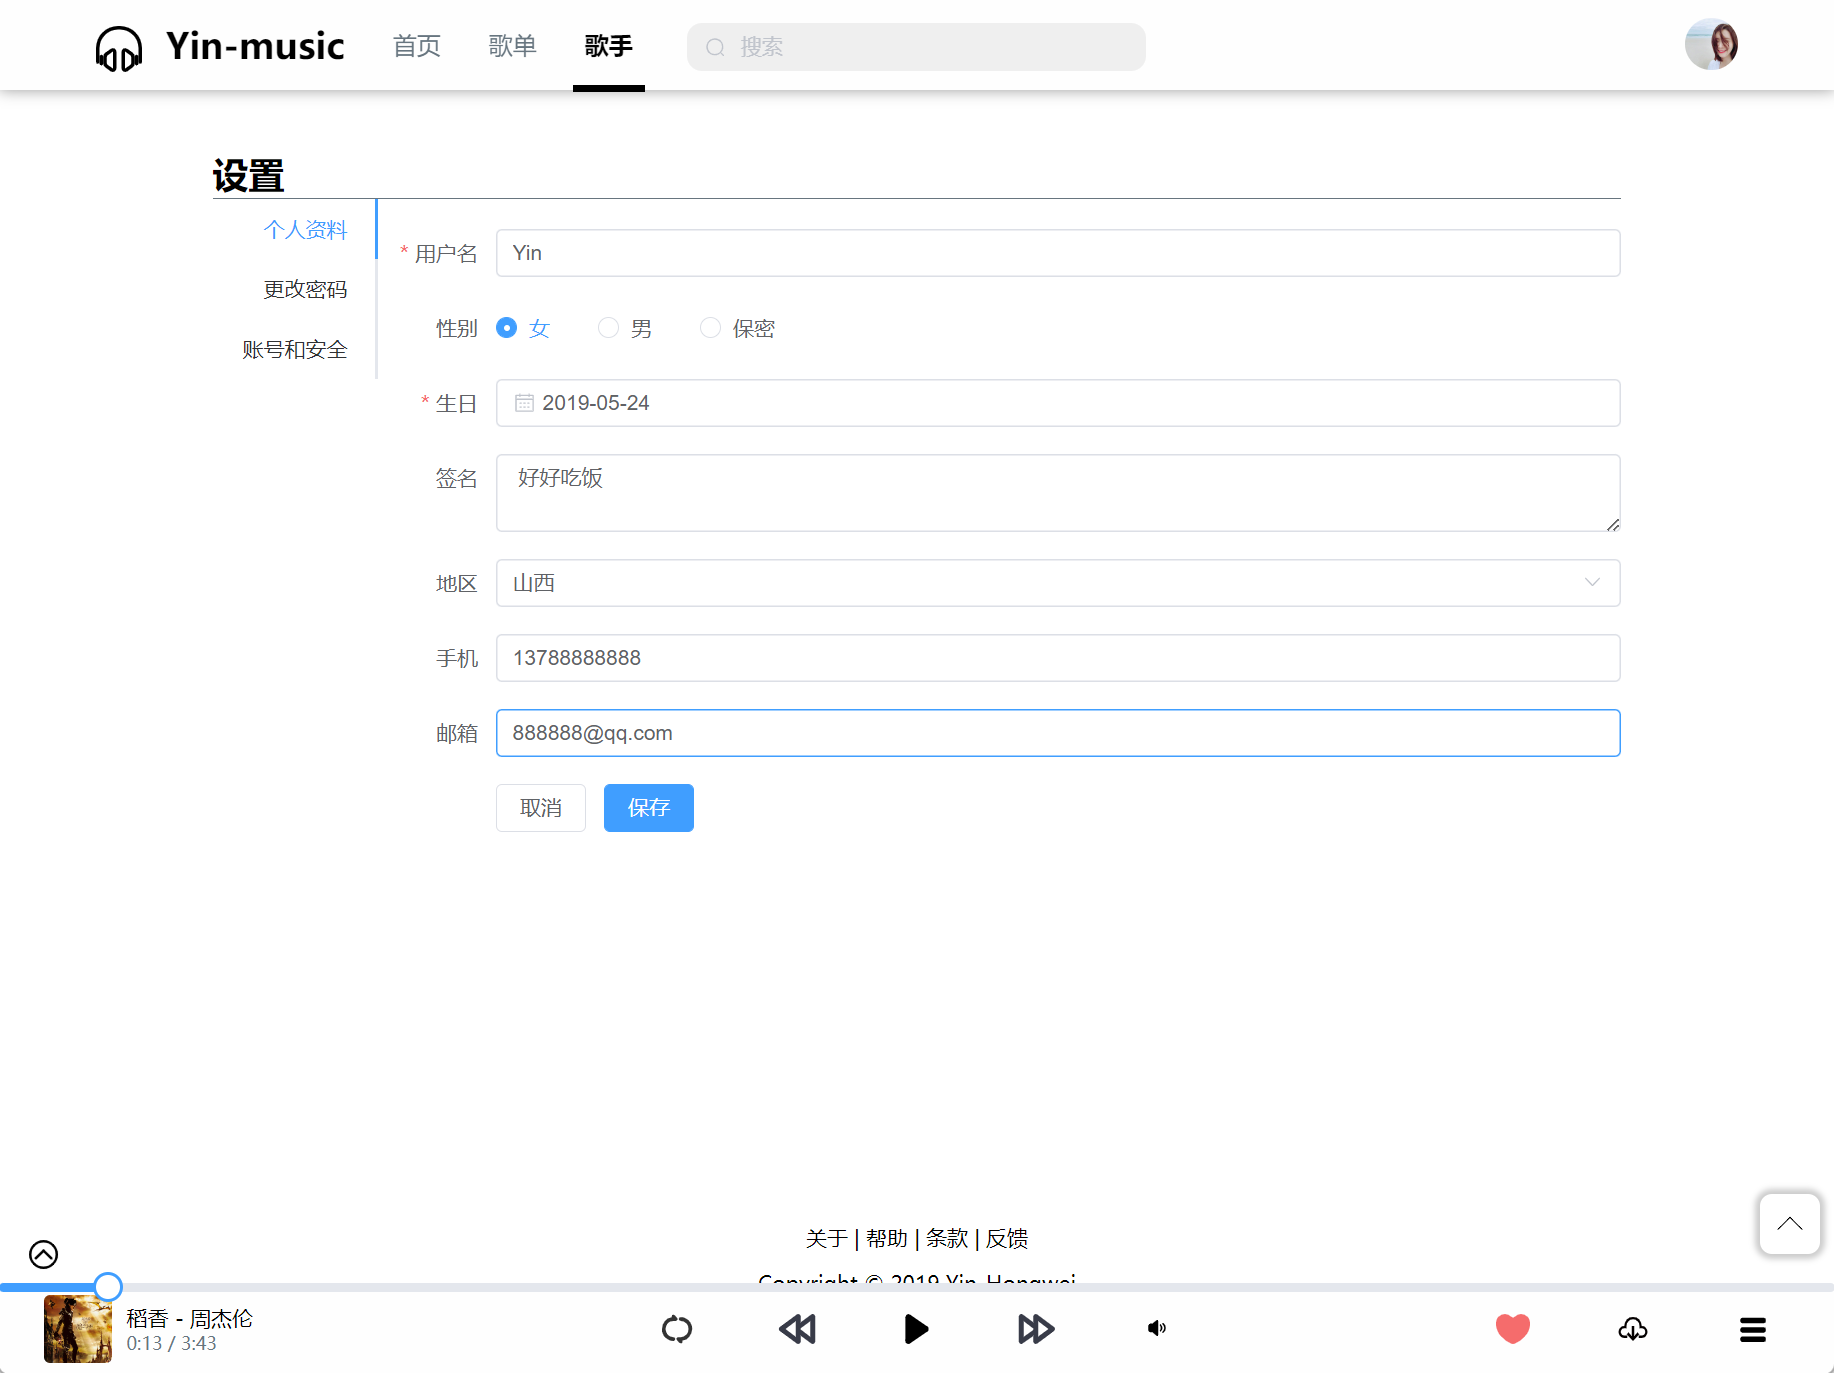 Yin-music 首页 歌单 歌手 搜索
设置
个人资料
更改密码
账号和安全
* 用户名 Yin
性别 女 男 保密
* 生日 2019-05-24
签名 好好吃饭
地区 山西
手机 13788888888
邮箱 888888@qq.com
取消 保存
关于 | 帮助 | 条款 | 反馈
Copyright © 2019 Yin-Hongwei
稻香 - 周杰伦
0:13 / 3:43